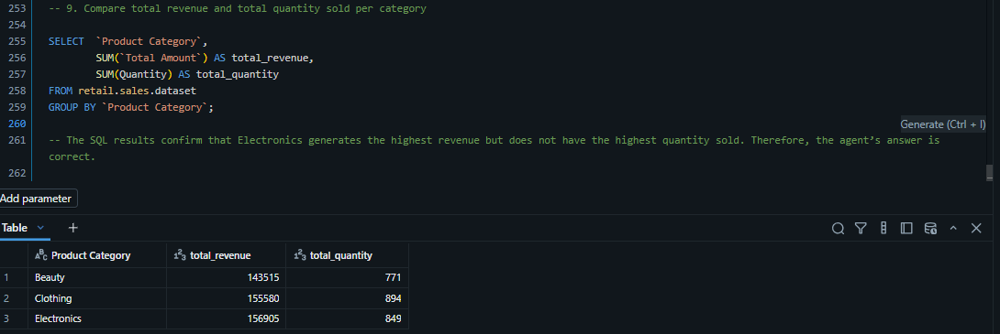 253 -- 9. Compare total revenue and total quantity sold per category
254
255 SELECT `Product Category`,
256 SUM(`Total Amount`) AS total_revenue,
257 SUM(Quantity) AS total_quantity
258 FROM retail.sales.dataset
259 GROUP BY `Product Category`;
260 Generate (Ctrl + I)
261 -- The SQL results confirm that Electronics generates the highest revenue but does not have the highest quantity sold. Therefore, the agent’s answer is
correct.
262
Add parameter
Table +
ABC Product Category 123 total_revenue 123 total_quantity
1 Beauty 143515 771
2 Clothing 155580 894
3 Electronics 156905 849